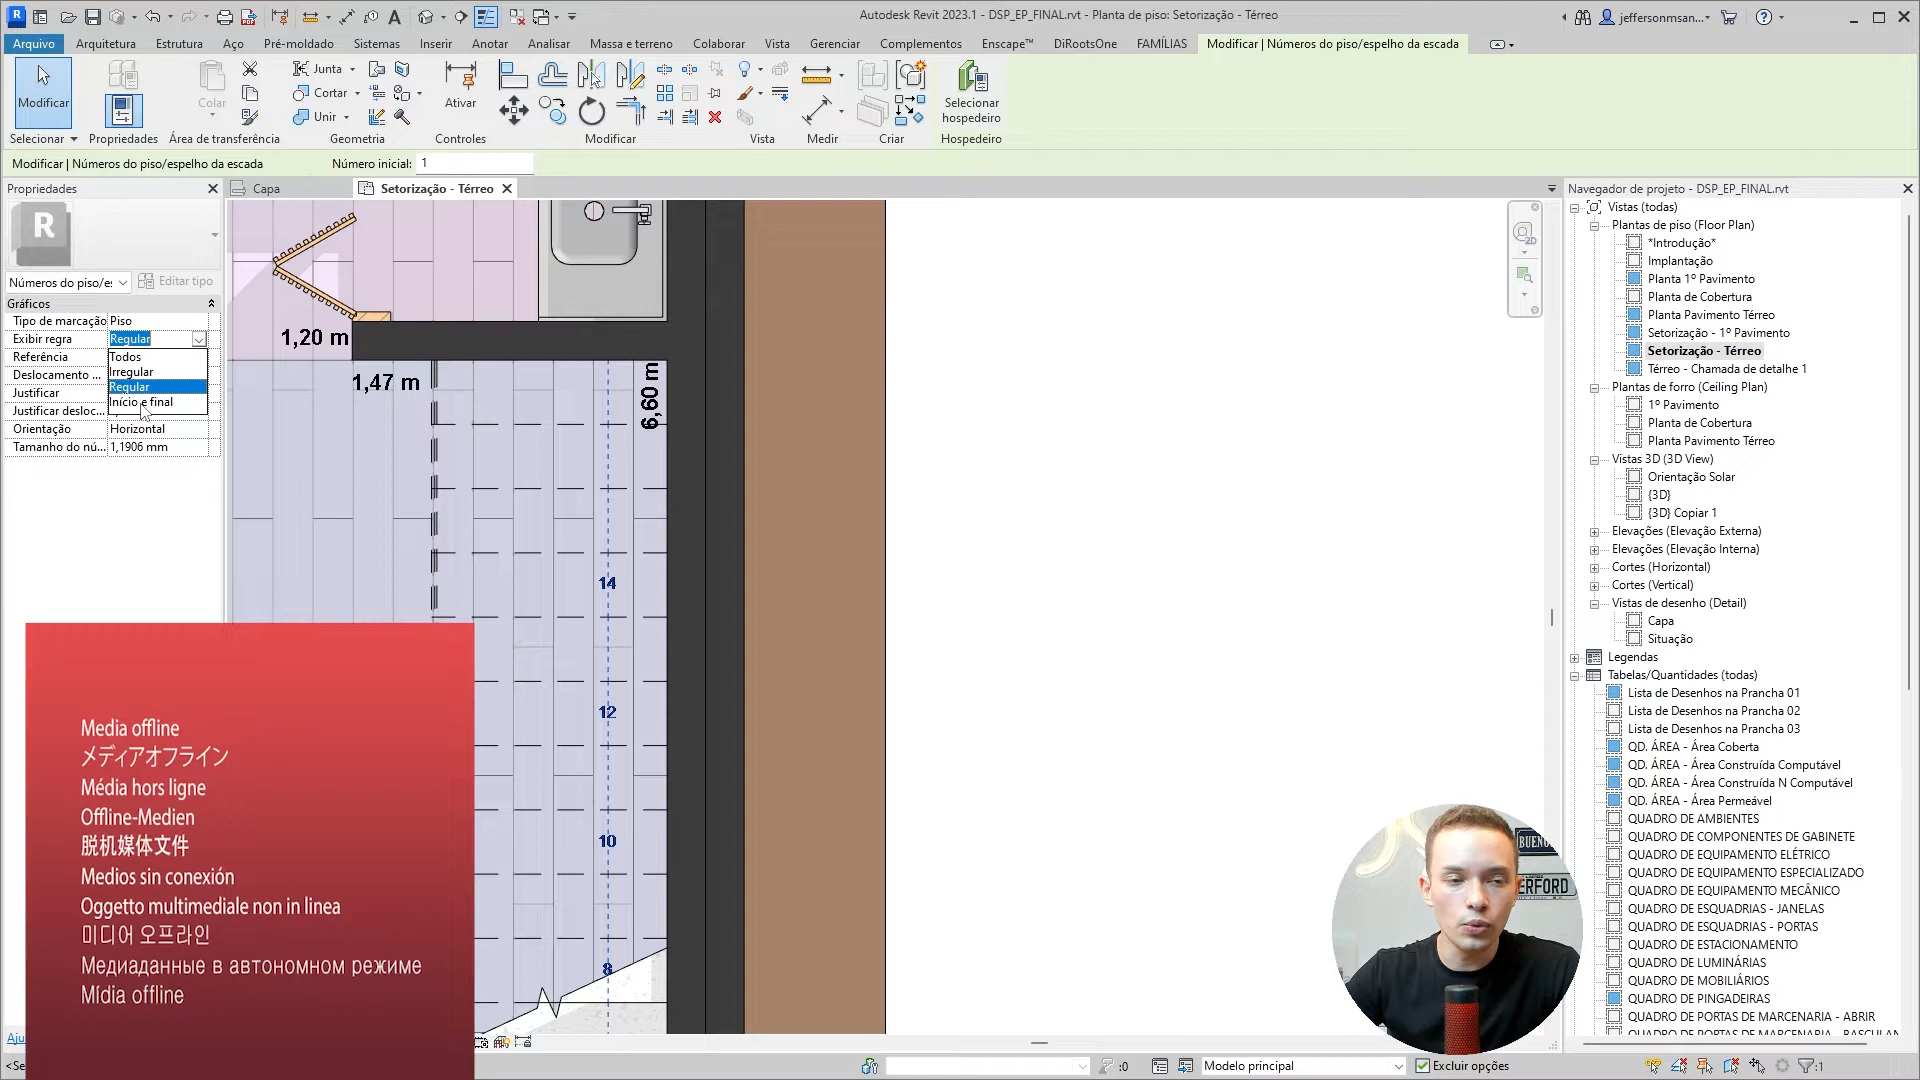 Autodesk Revit 2023.1 - DSP_EP_FINAL.rvt - Planta de piso: Setorização - Térreo
jeffersonmsan...
Arquivo Arquitetura Estrutura Aço Pré-moldado Sistemas Inserir Anotar Analisar Massa e terreno Colaborar Vista Gerenciar Complementos Enscape™ DiRootsOne FAMÍLIAS Modificar | Números do piso/espelho da escada
Modificar
Colar
Junta
Cortar
Unir
Ativar
Selecionar
hospedeiro
Selecionar Propriedades Área de transferência Geometria Controles Modificar Vista Medir Criar Hospedeiro
Modificar | Números do piso/espelho da escada Número inicial: 1
Propriedades
Capa
Setorização - Térreo
R
Números do piso/es
Editar tipo
Gráficos
Tipo de marcação Piso
Exibir regra Regular
Referência
Deslocamento ...
Justificar
Justificar desloc...
Orientação Horizontal
Tamanho do nú... 1,1906 mm
Todos
Irregular
Regular
Início e final
1,20 m
1,47 m
6,60 m
14
12
10
8
2D
Media offline
メディアオフライン
Média hors ligne
Offline-Medien
脱机媒体文件
Medios sin conexión
Oggetto multimediale non in linea
미디어 오프라인
Медиаданные в автономном режиме
Mídia offline
Navegador de projeto - DSP_EP_FINAL.rvt
Vistas (todas)
Plantas de piso (Floor Plan)
*Introdução*
Implantação
Planta 1º Pavimento
Planta de Cobertura
Planta Pavimento Térreo
Setorização - 1º Pavimento
Setorização - Térreo
Térreo - Chamada de detalhe 1
Plantas de forro (Ceiling Plan)
1º Pavimento
Planta de Cobertura
Planta Pavimento Térreo
Vistas 3D (3D View)
Orientação Solar
{3D}
{3D} Copiar 1
Elevações (Elevação Externa)
Elevações (Elevação Interna)
Cortes (Horizontal)
Cortes (Vertical)
Vistas de desenho (Detail)
Capa
Situação
Legendas
Tabelas/Quantidades (todas)
Lista de Desenhos na Prancha 01
Lista de Desenhos na Prancha 02
Lista de Desenhos na Prancha 03
QD. ÁREA - Área Coberta
QD. ÁREA - Área Construída Computável
QD. ÁREA - Área Construída N Computável
QD. ÁREA - Área Permeável
QUADRO DE AMBIENTES
QUADRO DE COMPONENTES DE GABINETE
QUADRO DE EQUIPAMENTO ELÉTRICO
QUADRO DE EQUIPAMENTO ESPECIALIZADO
QUADRO DE EQUIPAMENTO MECÂNICO
QUADRO DE ESQUADRIAS - JANELAS
QUADRO DE ESQUADRIAS - PORTAS
QUADRO DE ESTACIONAMENTO
QUADRO DE LUMINÁRIAS
QUADRO DE MOBILIÁRIOS
QUADRO DE PINGADEIRAS
QUADRO DE PORTAS DE MARCENARIA - ABRIR
QUADRO DE PORTAS DE MARCENARIA - BASCULAN
BUENO
ERFORD
Aju
<Se
:0
Modelo principal
Excluir opções
:1